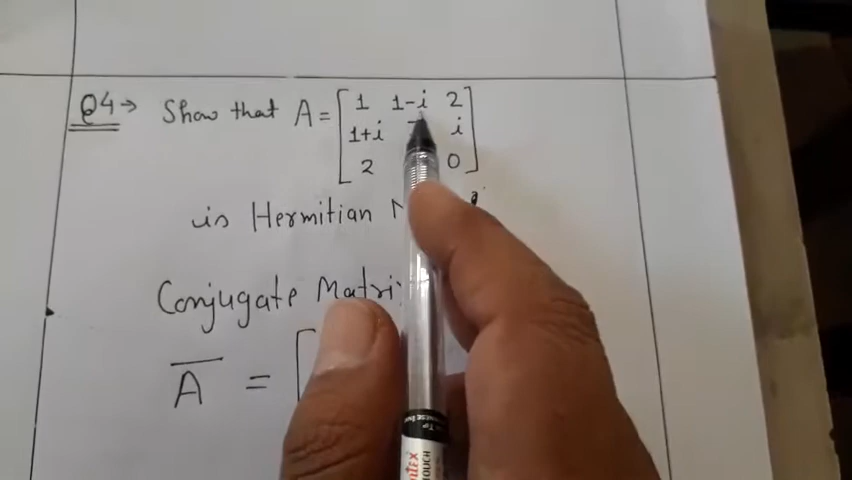 Q4→ Show that A = [ 1 1-i 2
1+i i
2 0 ]
is Hermitian
Conjugate Matri
A̅ = [